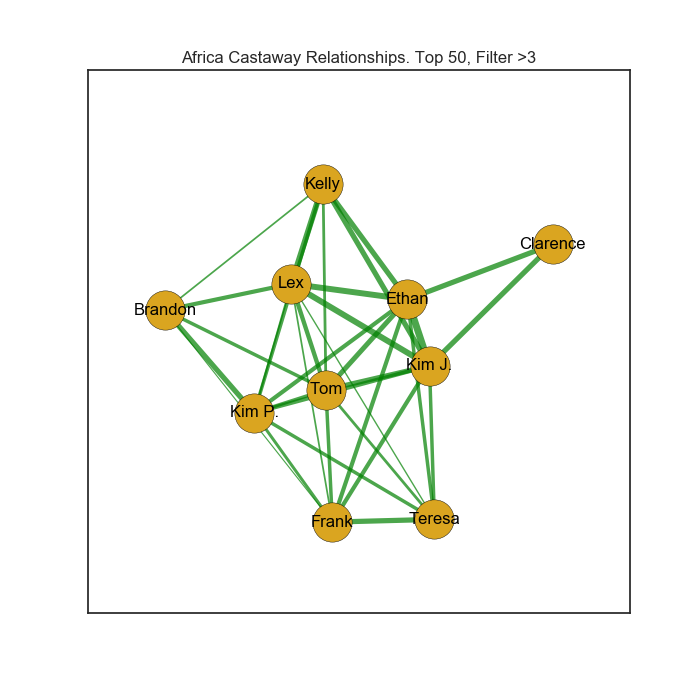 Africa Castaway Relationships. Top 50, Filter >3
Kelly
Clarence
Lex
Ethan
Brandon
Kim J.
Tom
Kim P.
Frank
Teresa